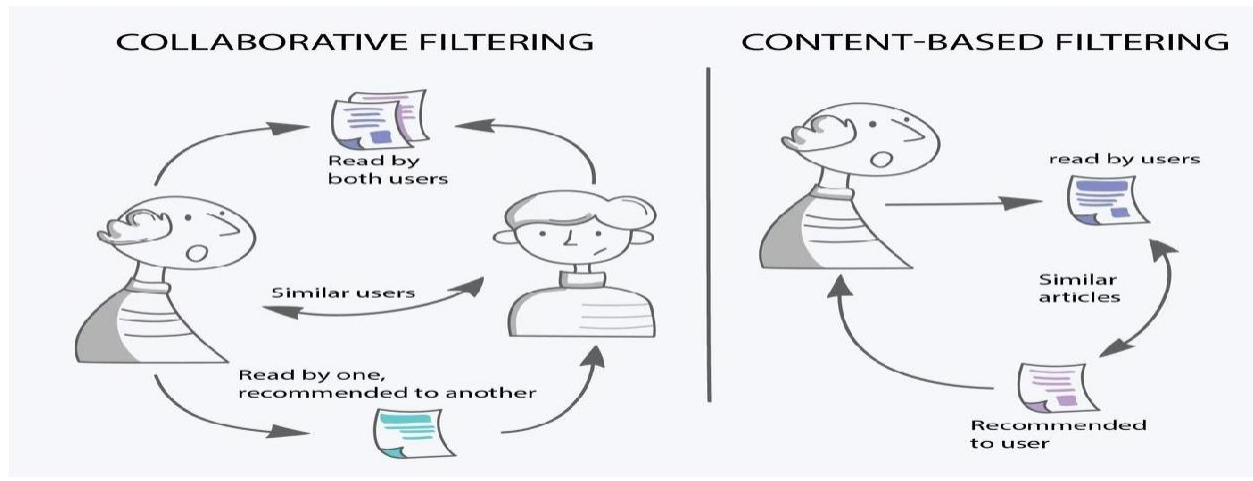 COLLABORATIVE FILTERING
Read by
both users
Similar users
Read by one,
recommended to another
CONTENT-BASED FILTERING
read by users
Similar
articles
Recommended
to user